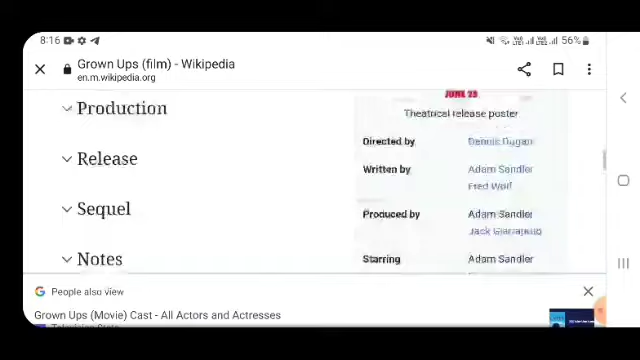 8:16 56%
Grown Ups (film) - Wikipedia
en.m.wikipedia.org
Production
Release
Sequel
Notes
JUNE 25
Theatrical release poster
Directed by Dennis Dugan
Written by Adam Sandler
Fred Wolf
Produced by Adam Sandler
Jack Giarraputo
Starring Adam Sandler
People also view
Grown Ups (Movie) Cast - All Actors and Actresses